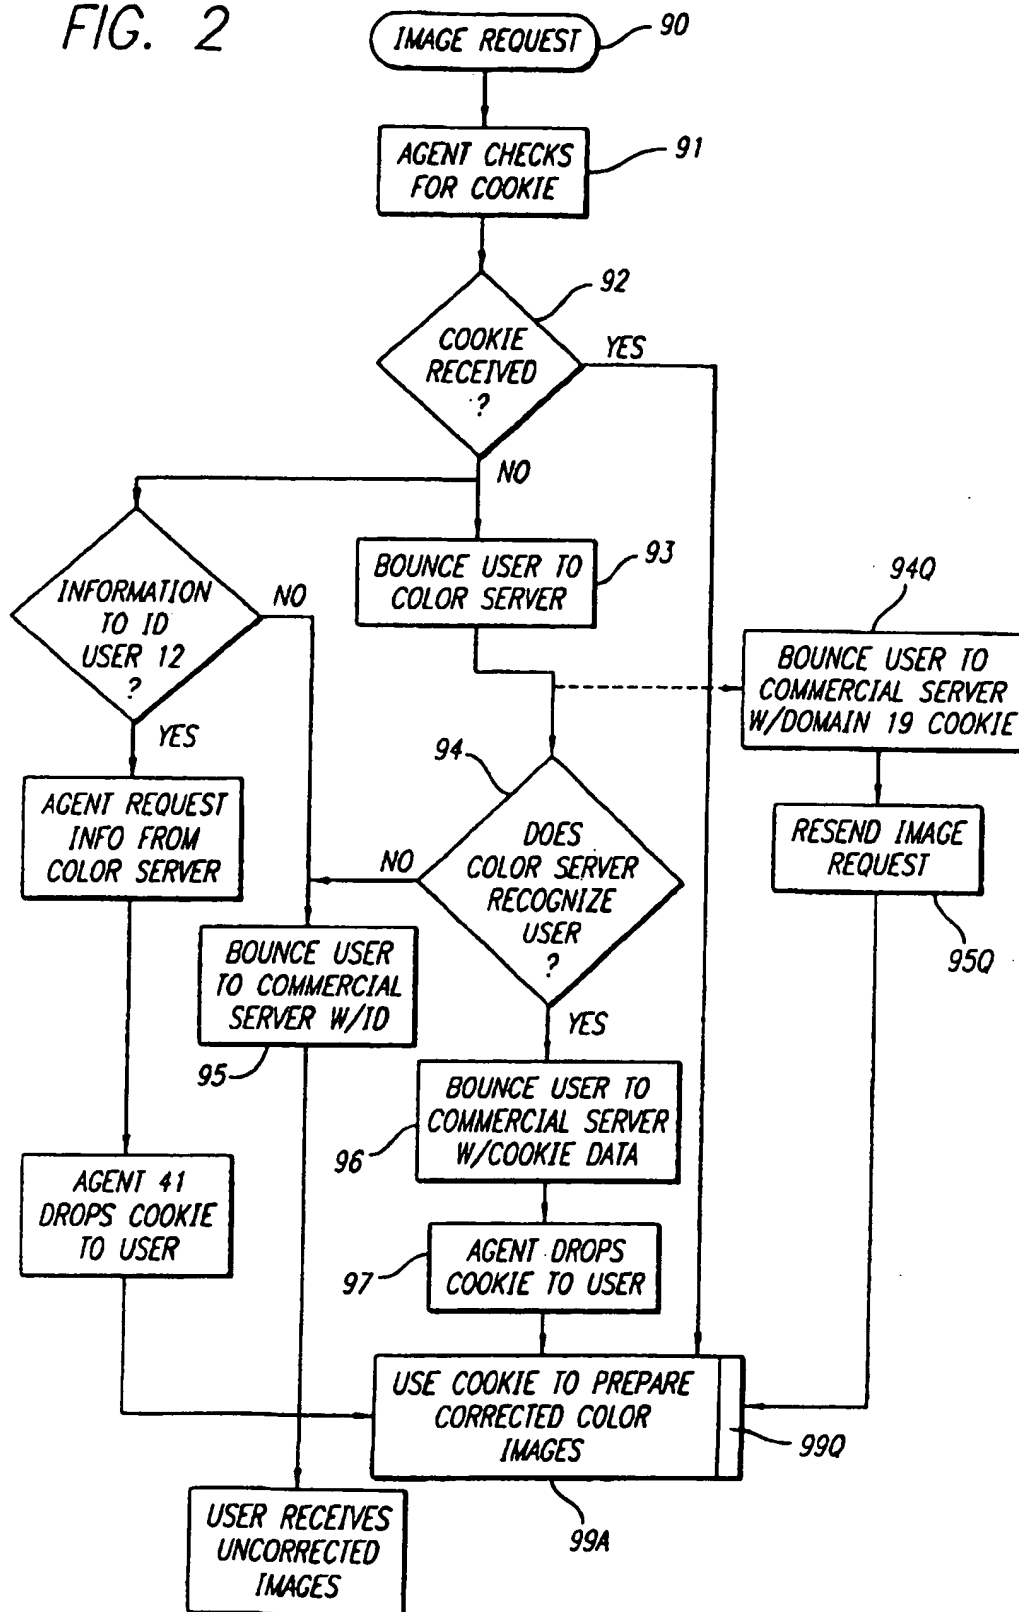 FIG. 2
IMAGE REQUEST
90
AGENT CHECKS
FOR COOKIE
91
92
COOKIE
RECEIVED
?
YES
NO
BOUNCE USER TO
COLOR SERVER
93
INFORMATION
TO ID
USER 12
?
NO
YES
94Q
BOUNCE USER TO
COMMERCIAL SERVER
W/DOMAIN 19 COOKIE
AGENT REQUEST
INFO FROM
COLOR SERVER
94
DOES
COLOR SERVER
RECOGNIZE
USER
?
NO
YES
RESEND IMAGE
REQUEST
95Q
BOUNCE USER
TO COMMERCIAL
SERVER W/ID
95
BOUNCE USER TO
COMMERCIAL SERVER
W/COOKIE DATA
96
AGENT 41
DROPS COOKIE
TO USER
AGENT DROPS
COOKIE TO USER
97
USE COOKIE TO PREPARE
CORRECTED COLOR
IMAGES
99Q
99A
USER RECEIVES
UNCORRECTED
IMAGES